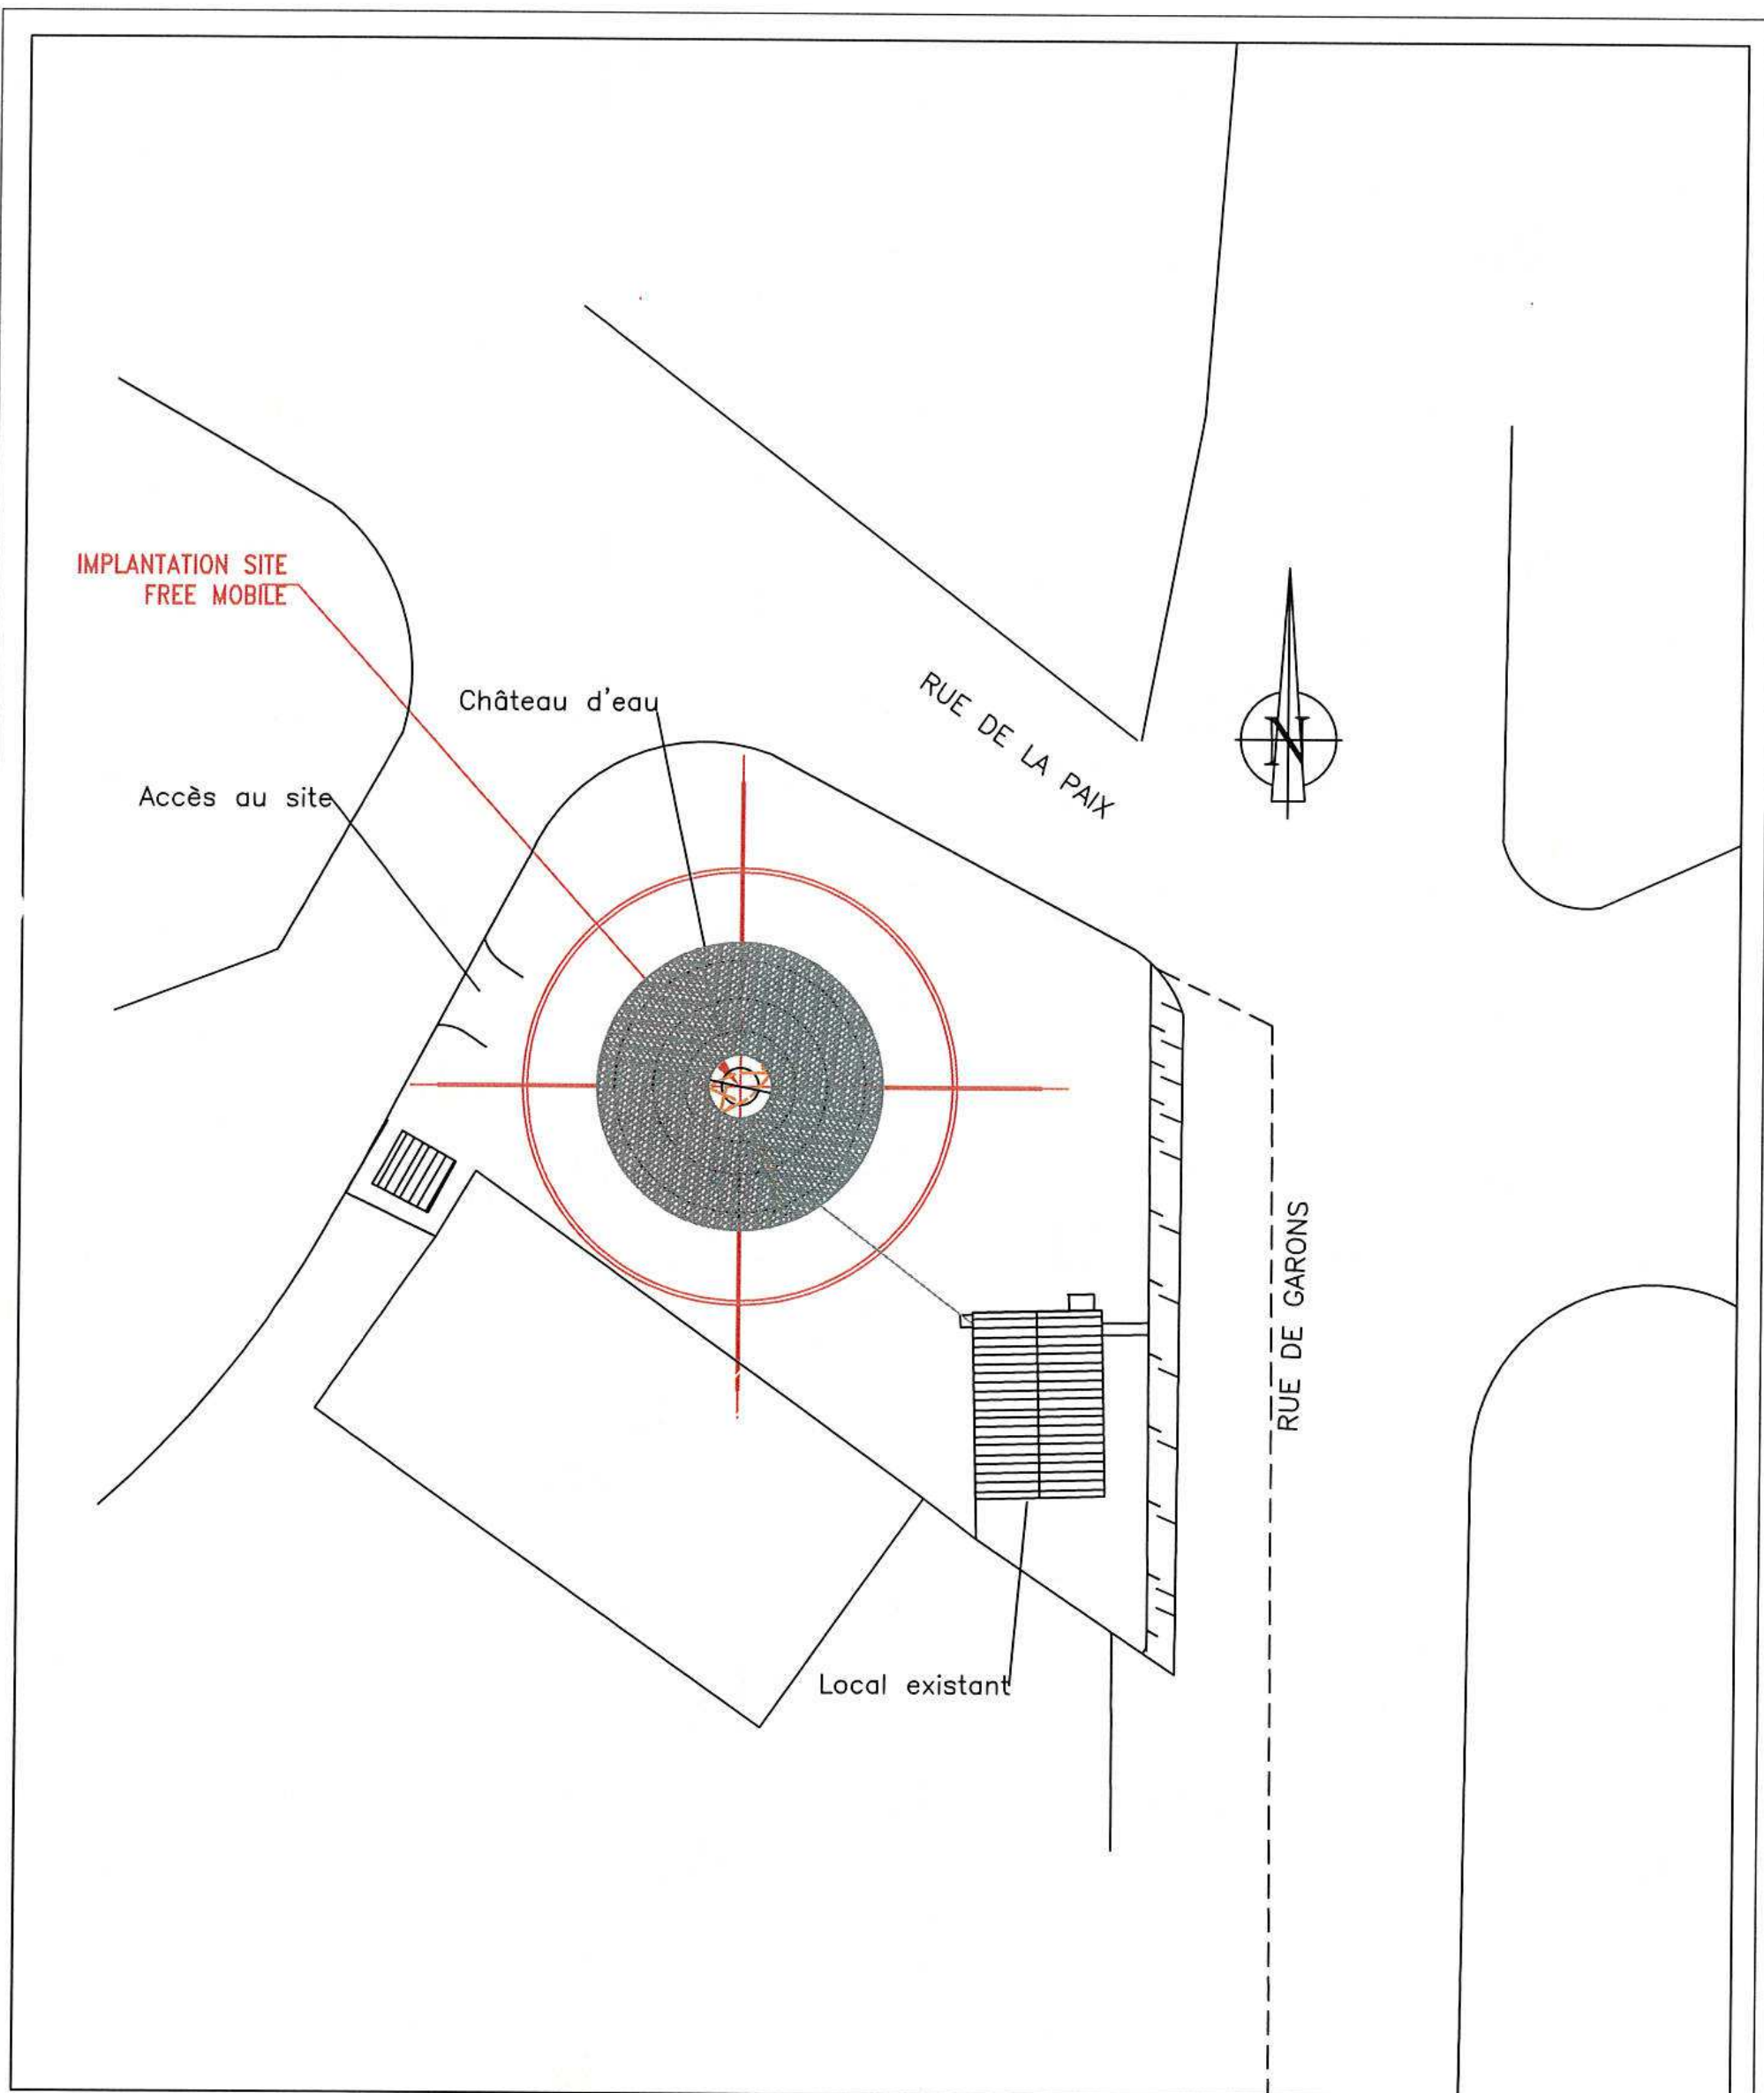 IMPLANTATION SITE
FREE MOBILE
Château d'eau
RUE DE LA PAIX
N
Accès au site
RUE DE GARONS
Local existant